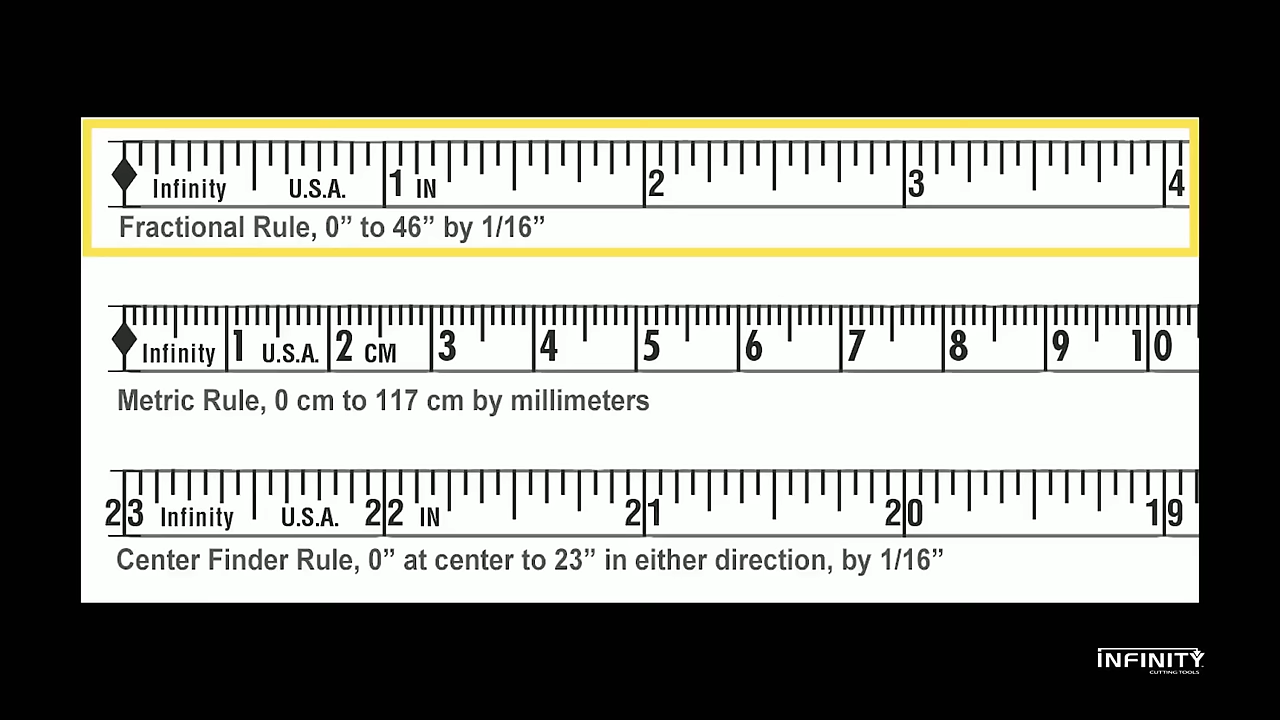 Infinity U.S.A. 1 IN 2 3 4
Fractional Rule, 0” to 46” by 1/16”
Infinity 1 U.S.A. 2 CM 3 4 5 6 7 8 9 10
Metric Rule, 0 cm to 117 cm by millimeters
23 Infinity U.S.A. 22 IN 21 20 19
Center Finder Rule, 0” at center to 23” in either direction, by 1/16”
INFINITY
CUTTING TOOLS